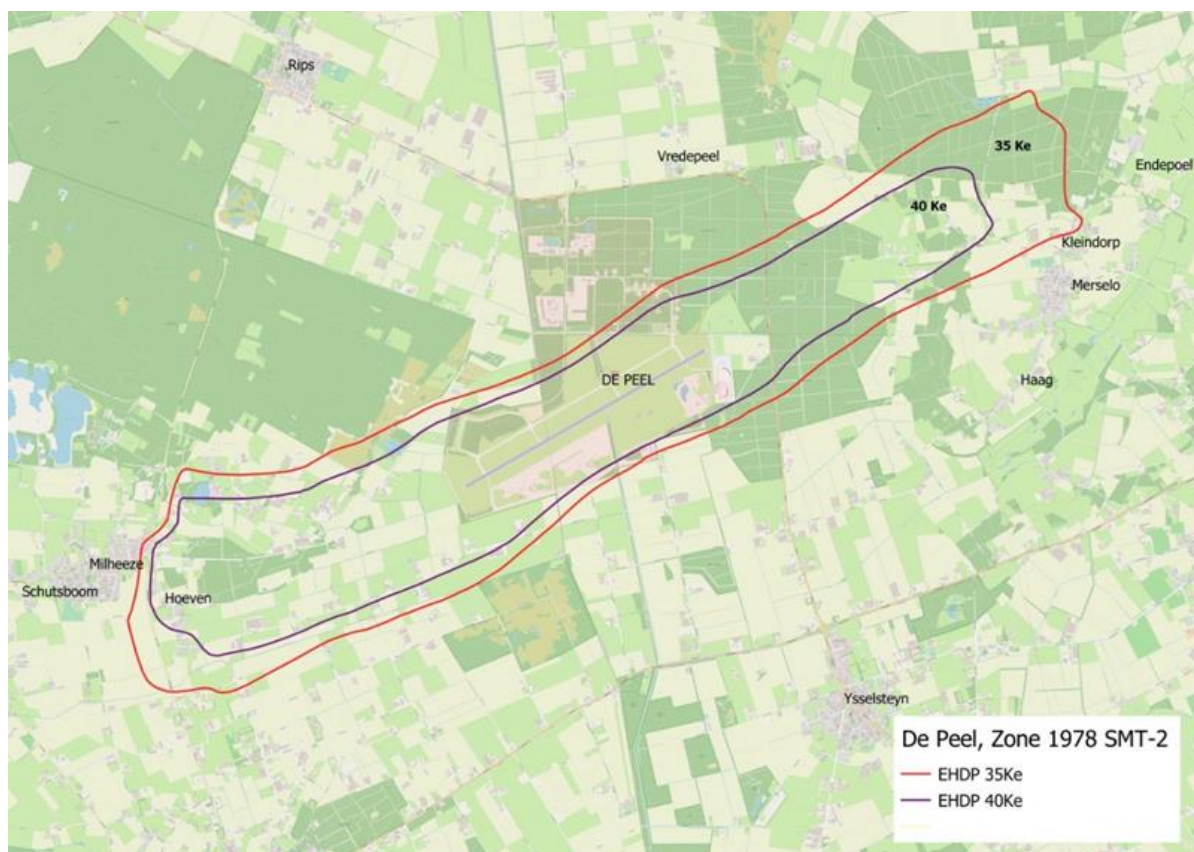 Rips
Vredepeel
35 Ke
Endepoel
40 Ke
Kleindorp
Merselo
DE PEEL
Haag
Milheeze
Schutsboom
Hoeven
Ysselsteyn
De Peel, Zone 1978 SMT-2
EHDP 35Ke
EHDP 40Ke